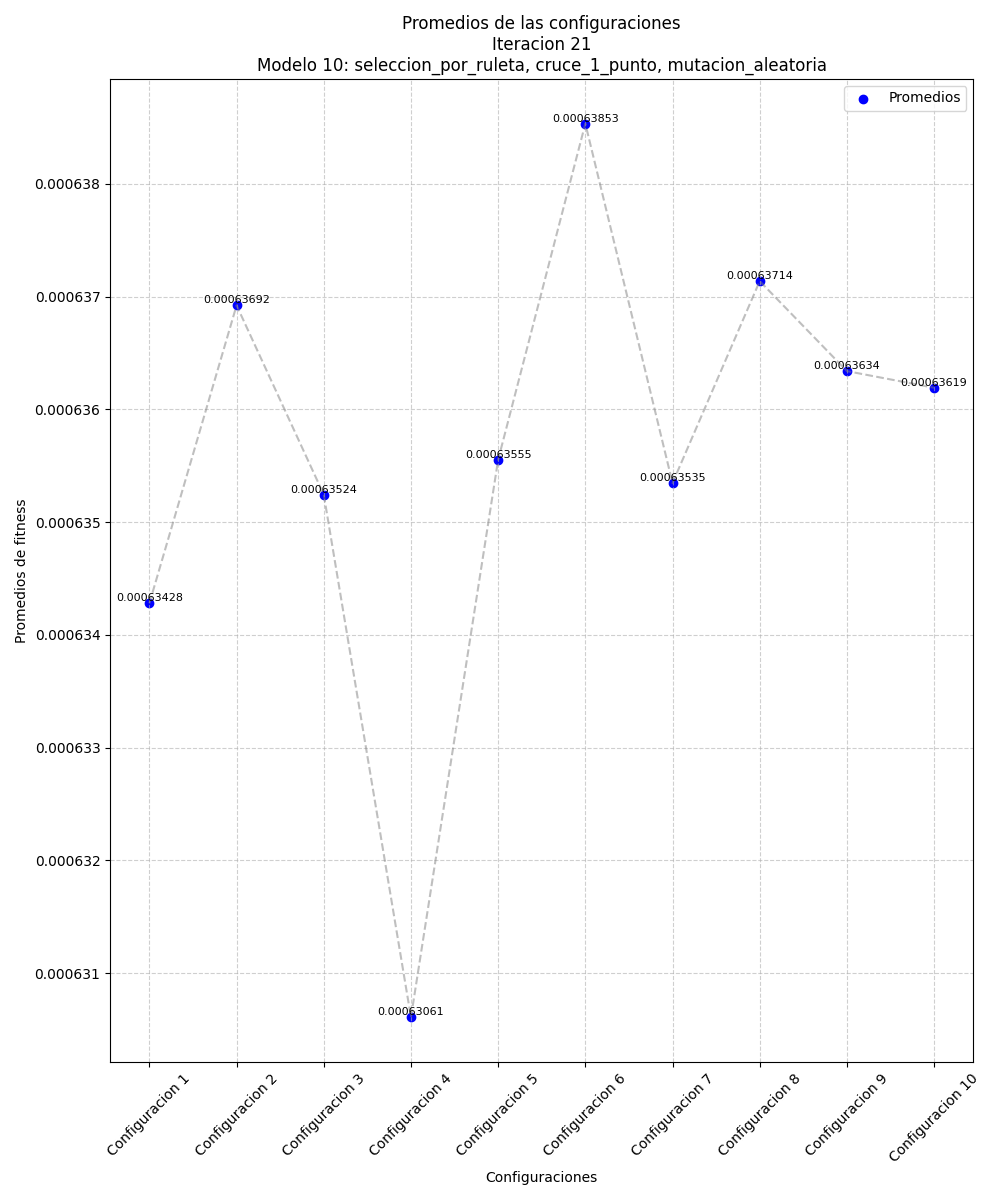 Promedios de las configuraciones
Iteracion 21
Modelo 10: seleccion_por_ruleta, cruce_1_punto, mutacion_aleatoria
Promedios
0.00063853
0.000638
0.00063714
0.000637
0.00063692
0.00063634
0.00063619
0.000636
0.00063555
0.00063535
0.00063524
0.000635
0.00063428
0.000634
0.000633
0.000632
0.000631
0.00063061
Promedios de fitness
Configuracion 1
Configuracion 2
Configuracion 3
Configuracion 4
Configuracion 5
Configuracion 6
Configuracion 7
Configuracion 8
Configuracion 9
Configuracion 10
Configuraciones